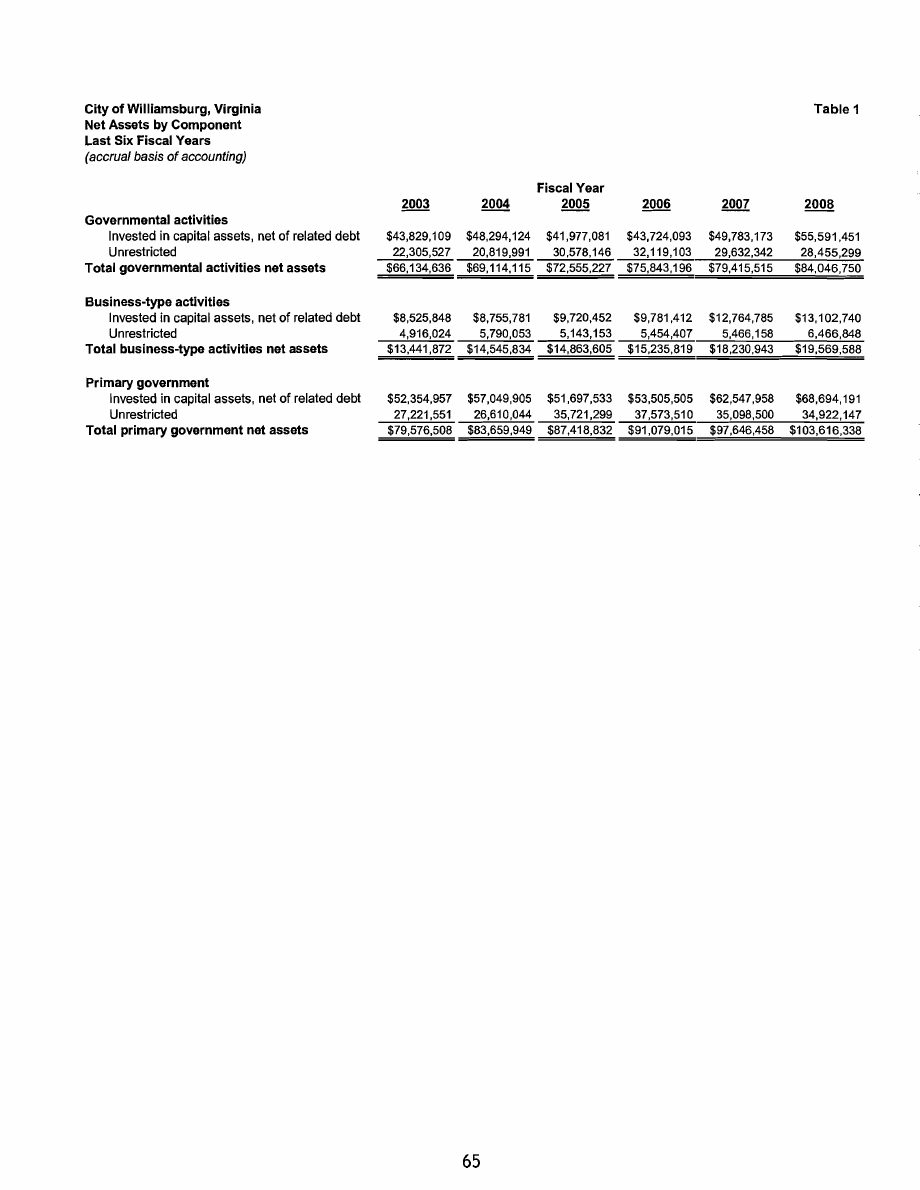 City of Williamsburg, Virginia Table 1
Net Assets by Component
Last Six Fiscal Years
(accrual basis of accounting)
Fiscal Year
2003 2004 2005 2006 2007 2008
Governmental activities
Invested in capital assets, net of related debt $43,829,109 $48,294,124 $41,977,081 $43,724,093 $49,783,173 $55,591,451
Unrestricted 22,305,527 20,819,991 30,578,146 32,119,103 29,632,342 28,455,299
Total governmental activities net assets $66,134,636 $69,114,115 $72,555,227 $75,843,196 $79,415,515 $84,046,750
Business-type activities
Invested in capital assets, net of related debt $8,525,848 $8,755,781 $9,720,452 $9,781,412 $12,764,785 $13,102,740
Unrestricted 4,916,024 5,790,053 5,143,153 5,454,407 5,466,158 6,466,848
Total business-type activities net assets $13,441,872 $14,545,834 $14,863,605 $15,235,819 $18,230,943 $19,569,588
Primary government
Invested in capital assets, net of related debt $52,354,957 $57,049,905 $51,697,533 $53,505,505 $62,547,958 $68,694,191
Unrestricted 27,221,551 26,610,044 35,721,299 37,573,510 35,098,500 34,922,147
Total primary government net assets $79,576,508 $83,659,949 $87,418,832 $91,079,015 $97,646,458 $103,616,338
65